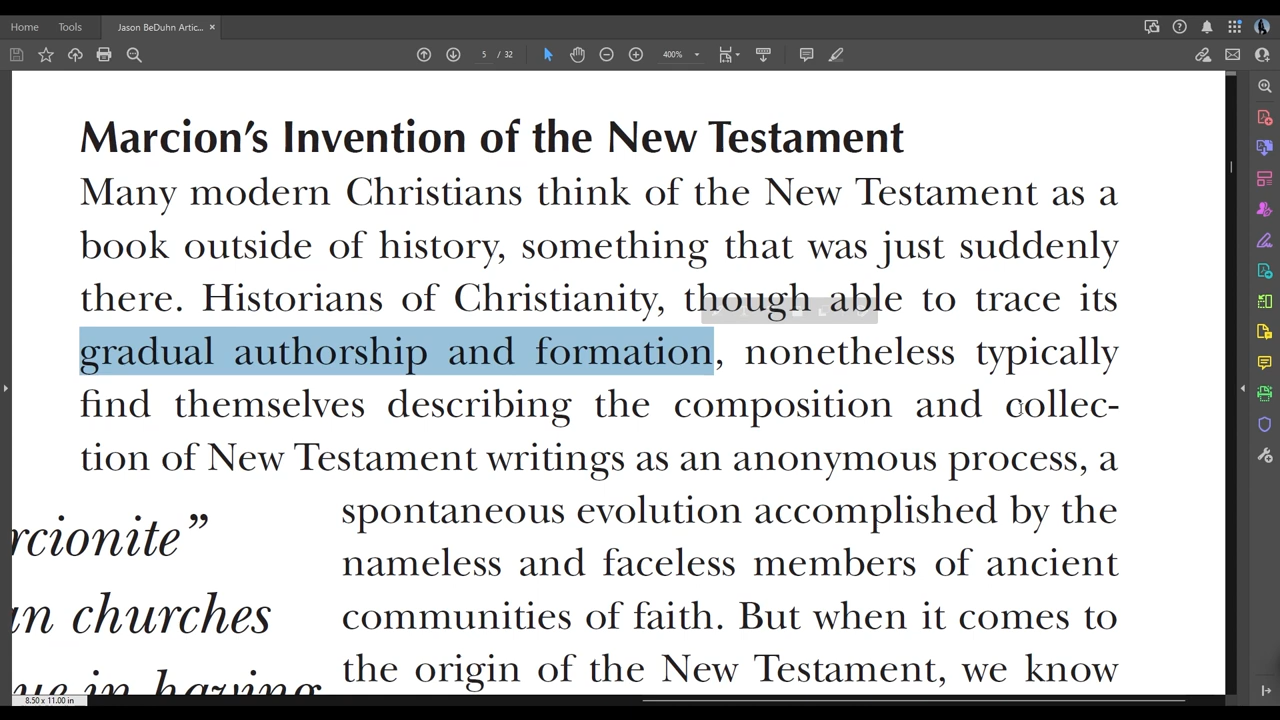 Home Tools Jason BeDuhn Artic... ×
5 / 32 400%
Marcion's Invention of the New Testament
Many modern Christians think of the New Testament as a
book outside of history, something that was just suddenly
there. Historians of Christianity, though able to trace its
gradual authorship and formation, nonetheless typically
find themselves describing the composition and collec-
tion of New Testament writings as an anonymous process, a
spontaneous evolution accomplished by the
nameless and faceless members of ancient
communities of faith. But when it comes to
the origin of the New Testament, we know
rcionite”
an churches
ue in having
8.50 x 11.00 in